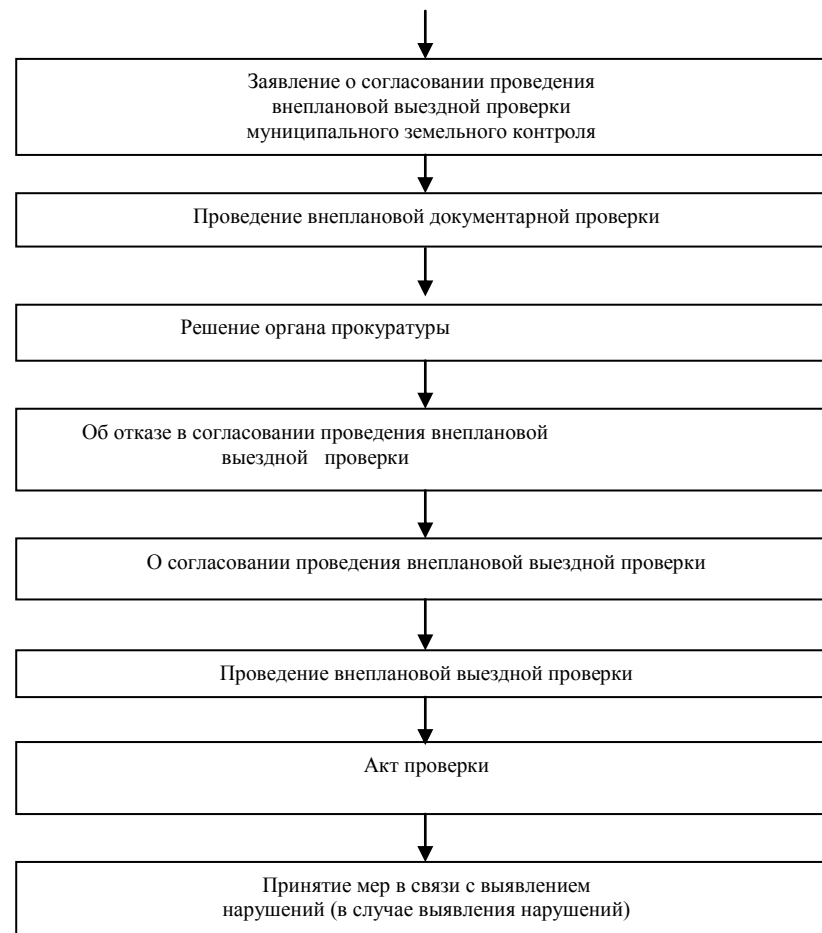 Заявление о согласовании проведения
внеплановой выездной проверки
муниципального земельного контроля
Проведение внеплановой документарной проверки
Решение органа прокуратуры
Об отказе в согласовании проведения внеплановой
выездной проверки
О согласовании проведения внеплановой выездной проверки
Проведение внеплановой выездной проверки
Акт проверки
Принятие мер в связи с выявлением
нарушений (в случае выявления нарушений)